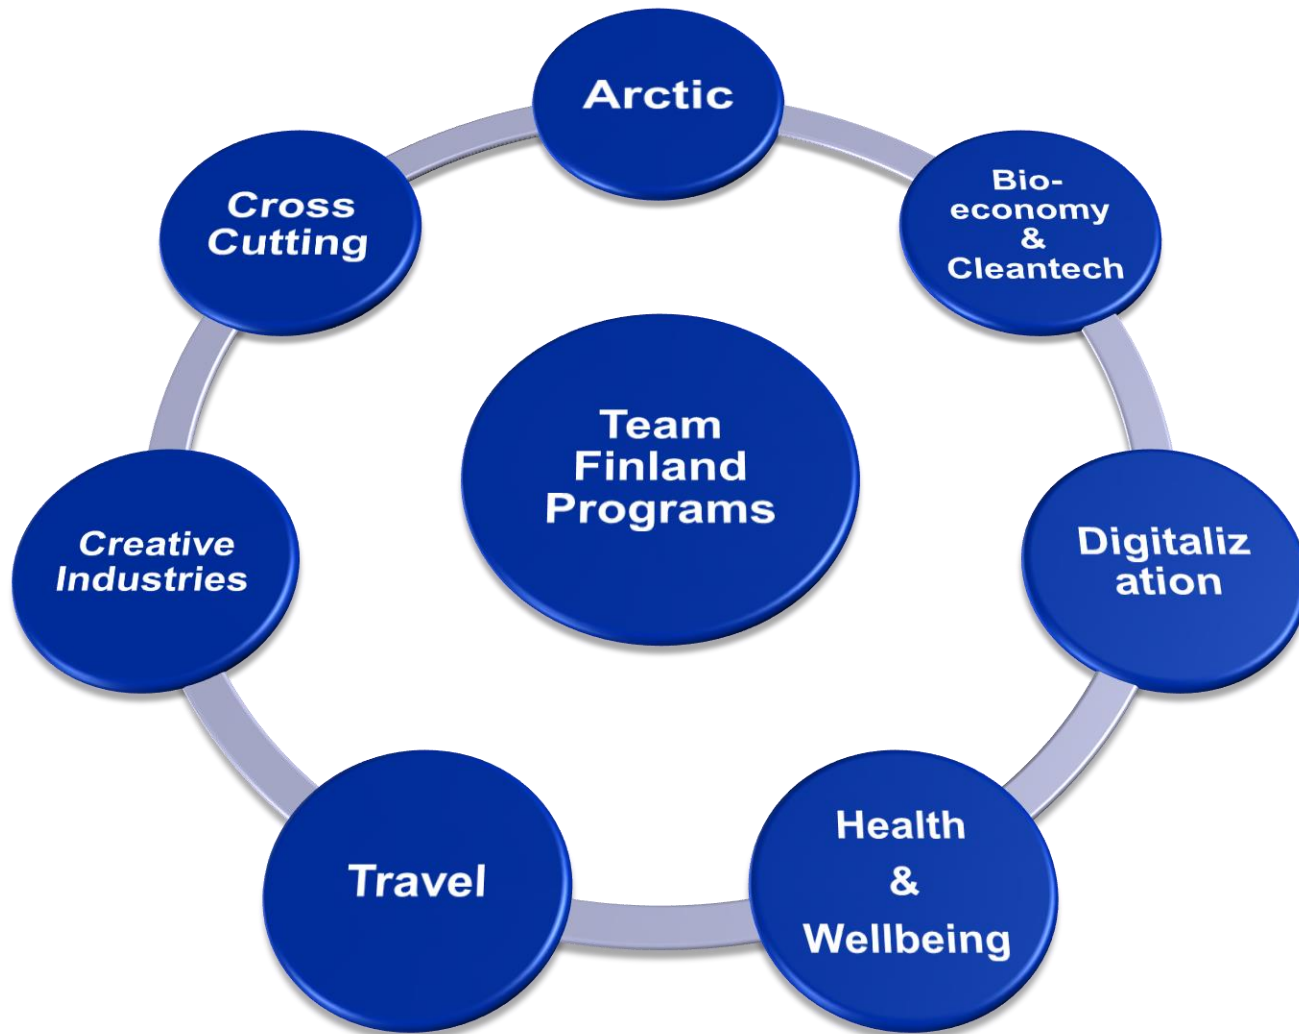 Arctic
Bio-
economy
&
Cleantech
Digitaliz
ation
Health
&
Wellbeing
Travel
Creative
Industries
Cross
Cutting
Team
Finland
Programs